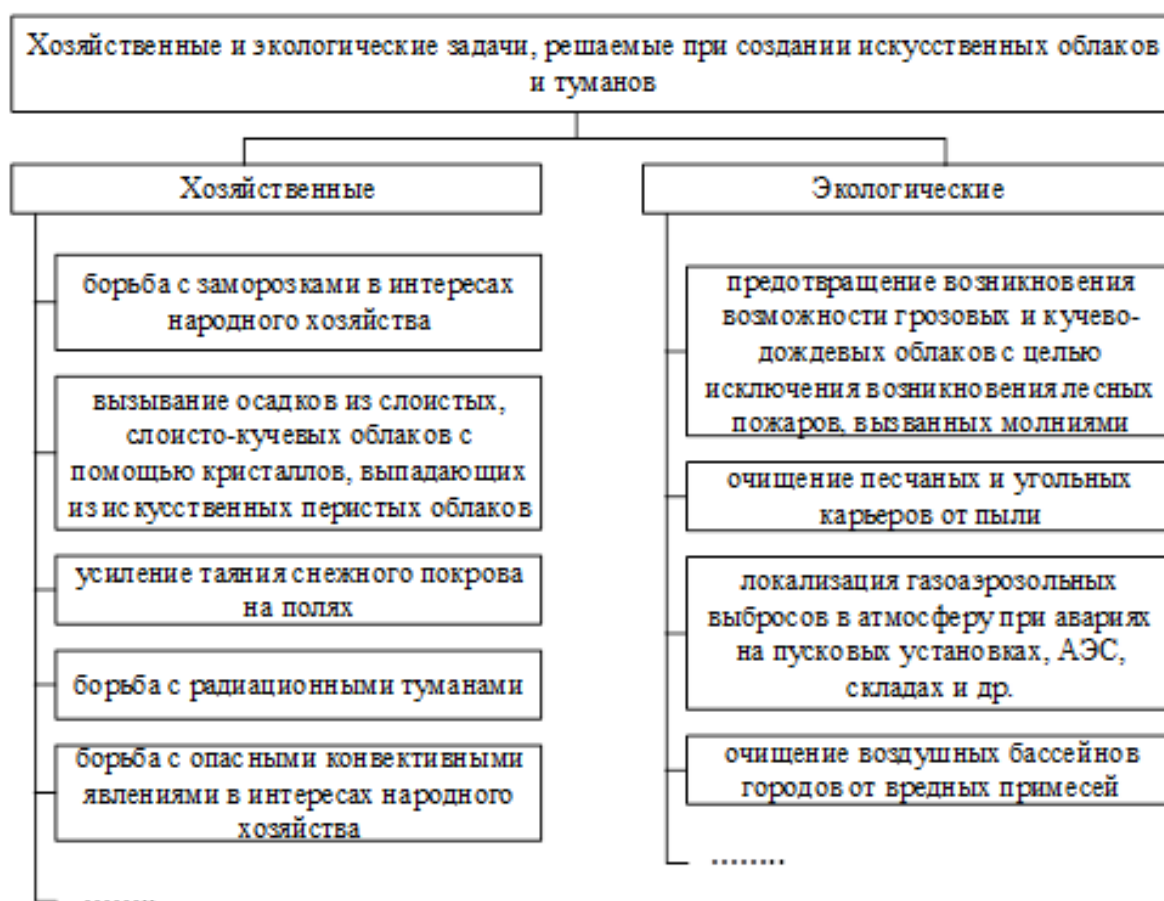 Хозяйственные и экологические задачи, решаемые при создании искусственных облаков
и туманов
Хозяйственные
борьба с заморозками в интересах
народного хозяйства
вызывание осадков из слоистых,
слоисто-кучевых облаков с
помощью кристаллов, выпадающих
из искусственных перистых облаков
усиление таяния снежного покрова
на полях
борьба с радиационными туманами
борьба с опасными конвективными
явлениями в интересах народного
хозяйства
........
Экологические
предотвращение возникновения
возможности грозовых и кучево-
дождевых облаков с целью
исключения возникновения лесных
пожаров, вызванных молниями
очищение песчаных и угольных
карьеров от пыли
локализация газоаэрозольных
выбросов в атмосферу при авариях
на пусковых установках, АЭС,
складах и др.
очищение воздушных бассейнов
городов от вредных примесей
........